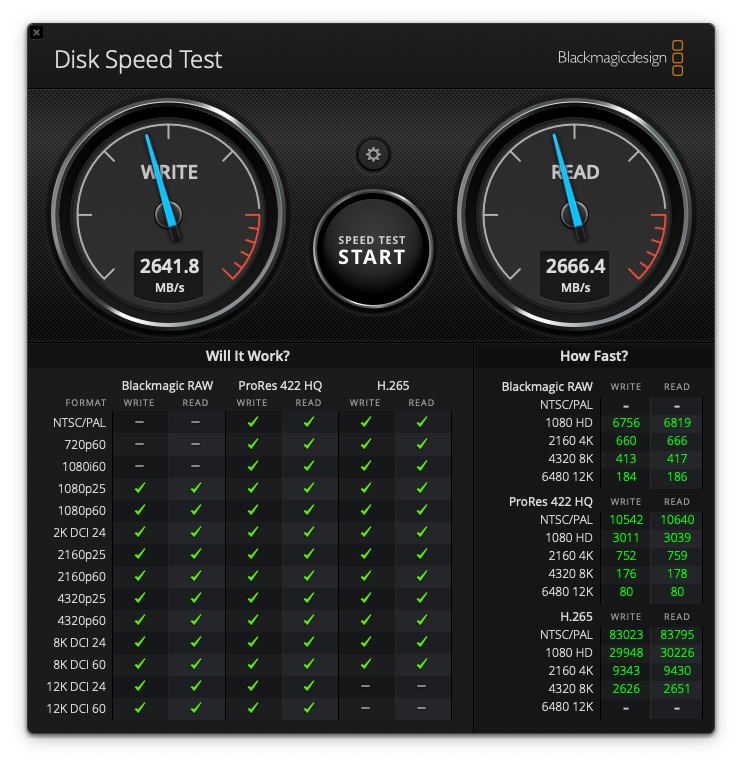 Disk Speed Test
Blackmagicdesign
WRITE
2641.8
MB/s
SPEED TEST
START
READ
2666.4
MB/s
Will It Work?
Blackmagic RAW ProRes 422 HQ H.265
FORMAT WRITE READ WRITE READ WRITE READ
NTSC/PAL – – ✓ ✓ ✓ ✓
720p60 – – ✓ ✓ ✓ ✓
1080i60 – – ✓ ✓ ✓ ✓
1080p25 ✓ ✓ ✓ ✓ ✓ ✓
1080p60 ✓ ✓ ✓ ✓ ✓ ✓
2K DCI 24 ✓ ✓ ✓ ✓ ✓ ✓
2160p25 ✓ ✓ ✓ ✓ ✓ ✓
2160p60 ✓ ✓ ✓ ✓ ✓ ✓
4320p25 ✓ ✓ ✓ ✓ ✓ ✓
4320p60 ✓ ✓ ✓ ✓ ✓ ✓
8K DCI 24 ✓ ✓ ✓ ✓ ✓ ✓
8K DCI 60 ✓ ✓ ✓ ✓ ✓ ✓
12K DCI 24 ✓ ✓ ✓ ✓ – –
12K DCI 60 ✓ ✓ ✓ ✓ – –
How Fast?
Blackmagic RAW WRITE READ
NTSC/PAL - -
1080 HD 6756 6819
2160 4K 660 666
4320 8K 413 417
6480 12K 184 186
ProRes 422 HQ WRITE READ
NTSC/PAL 10542 10640
1080 HD 3011 3039
2160 4K 752 759
4320 8K 176 178
6480 12K 80 80
H.265 WRITE READ
NTSC/PAL 83023 83795
1080 HD 29948 30226
2160 4K 9343 9430
4320 8K 2626 2651
6480 12K - -